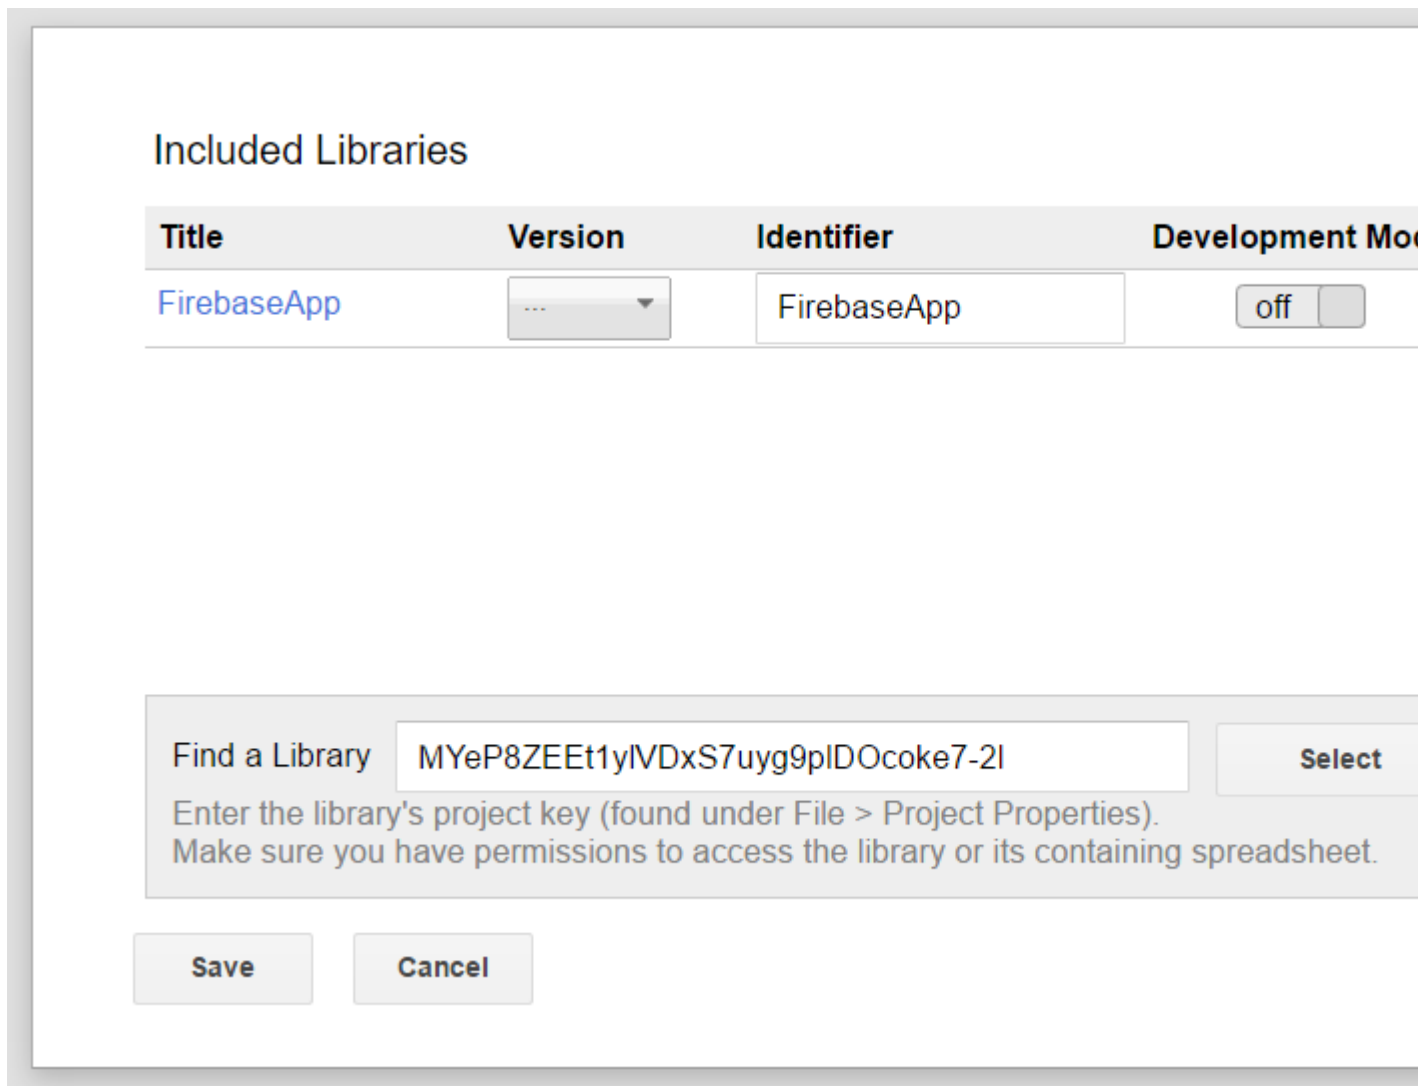 Included Libraries
Title Version Identifier Development Mod
FirebaseApp ... FirebaseApp off
Find a Library MYeP8ZEEt1ylVDxS7uyg9plDOcoke7-2l Select
Enter the library's project key (found under File > Project Properties).
Make sure you have permissions to access the library or its containing spreadsheet.
Save Cancel